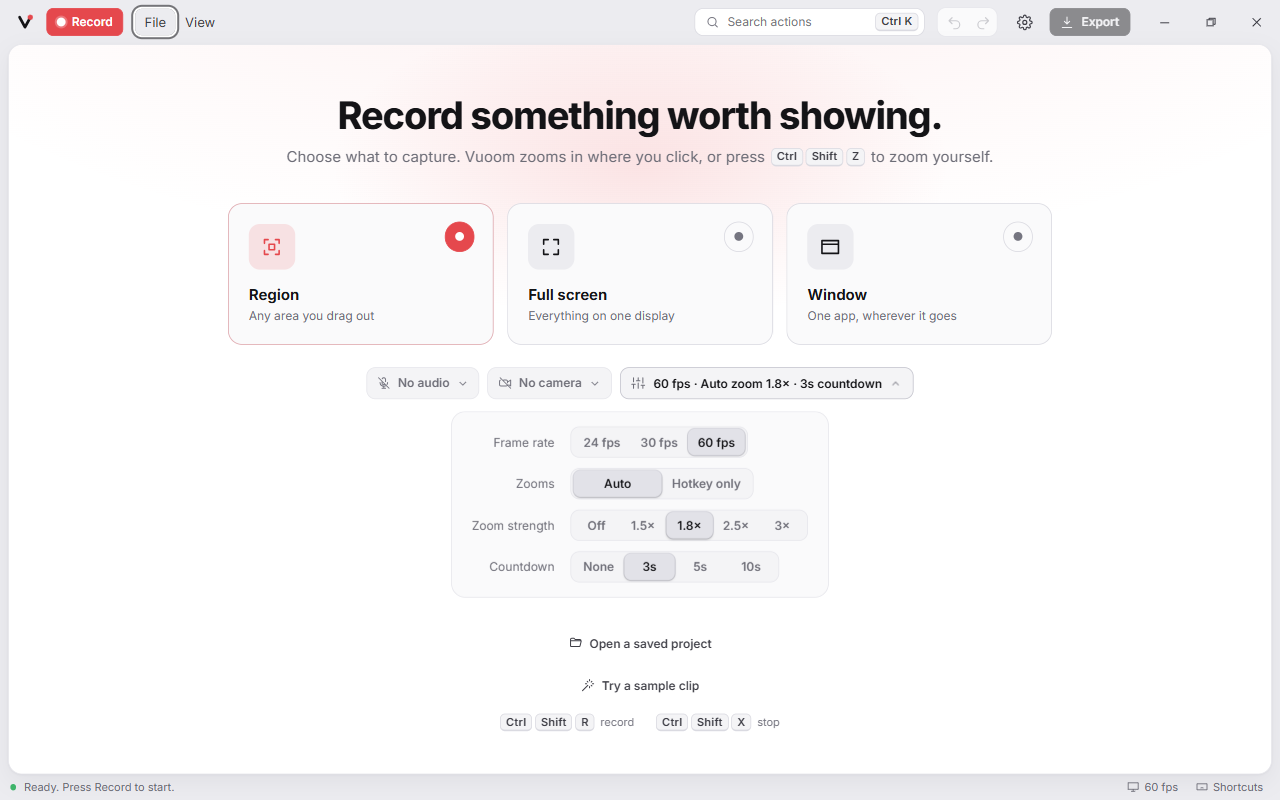 Record File View Search actions Ctrl K Export
Record something worth showing.
Choose what to capture. Vuoom zooms in where you click, or press Ctrl Shift Z to zoom yourself.
Region Full screen Window
Any area you drag out Everything on one display One app, wherever it goes
No audio No camera 60 fps · Auto zoom 1.8× · 3s countdown
Frame rate 24 fps 30 fps 60 fps
Zooms Auto Hotkey only
Zoom strength Off 1.5× 1.8× 2.5× 3×
Countdown None 3s 5s 10s
Open a saved project
Try a sample clip
Ctrl Shift R record Ctrl Shift X stop
Ready. Press Record to start. 60 fps Shortcuts